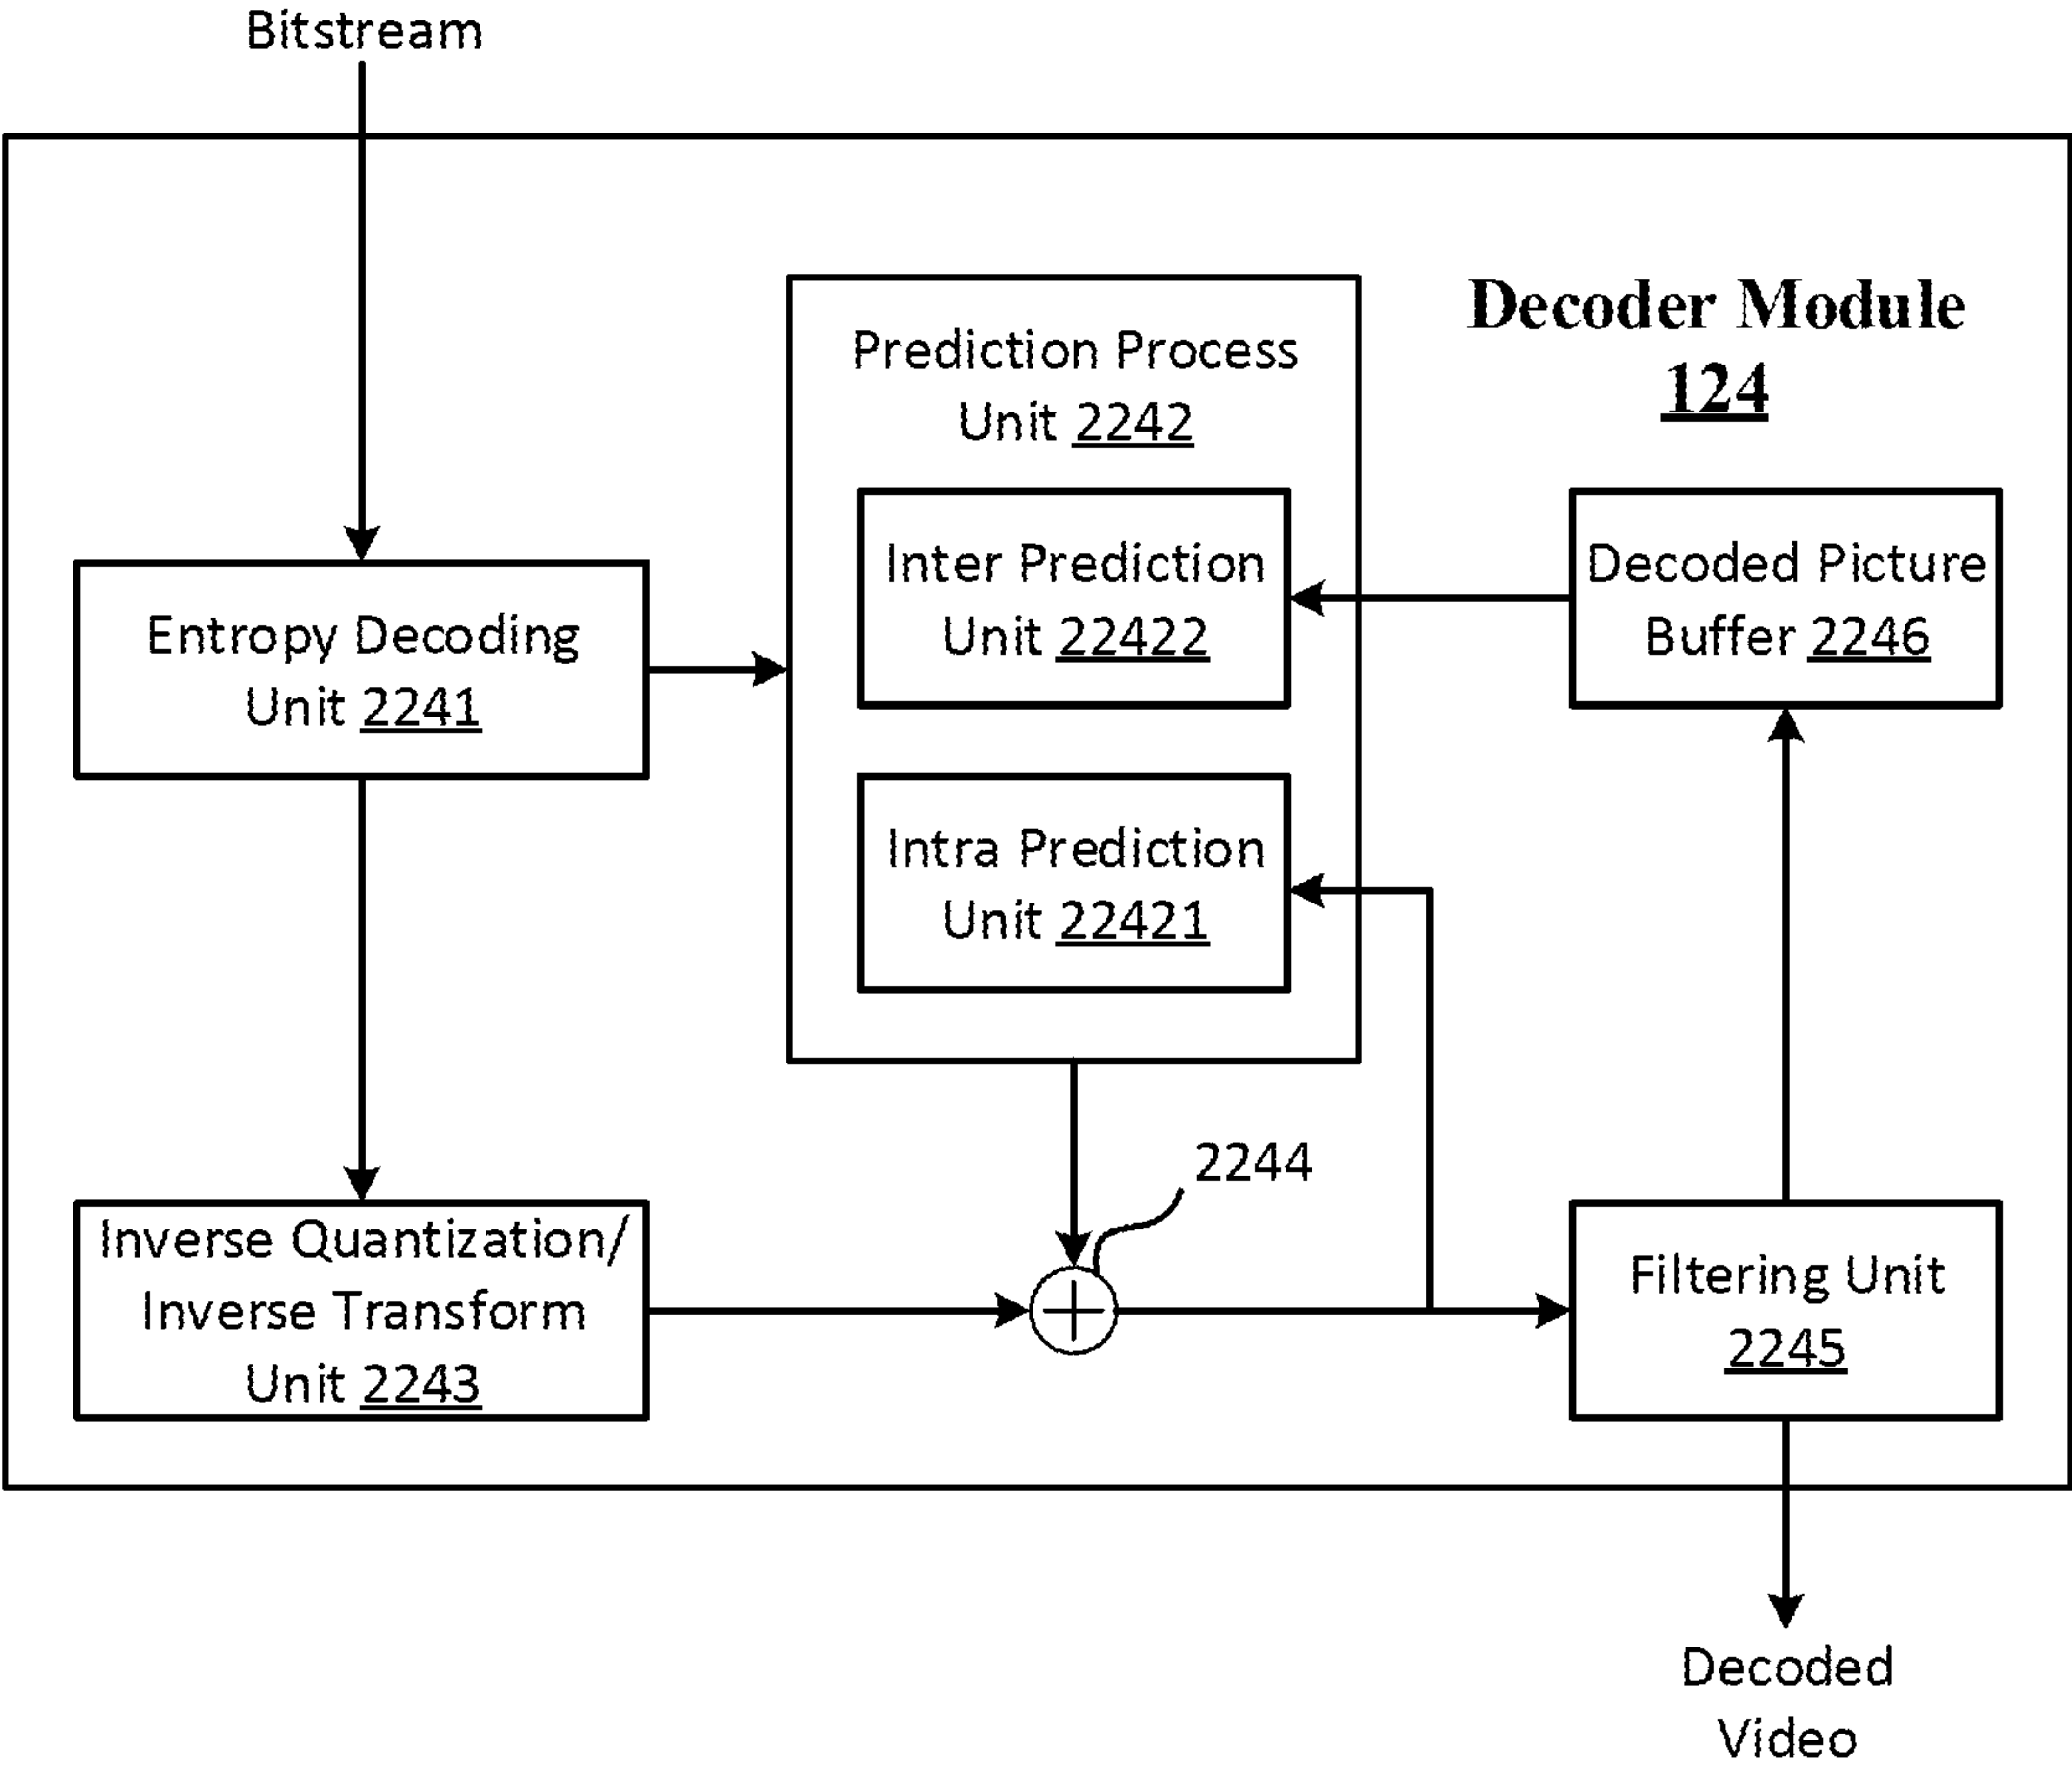 Bitstream
Decoder Module
124
Prediction Process
Unit 2242
Inter Prediction
Unit 22422
Decoded Picture
Buffer 2246
Entropy Decoding
Unit 2241
Intra Prediction
Unit 22421
2244
Inverse Quantization/
Inverse Transform
Unit 2243
Filtering Unit
2245
Decoded
Video